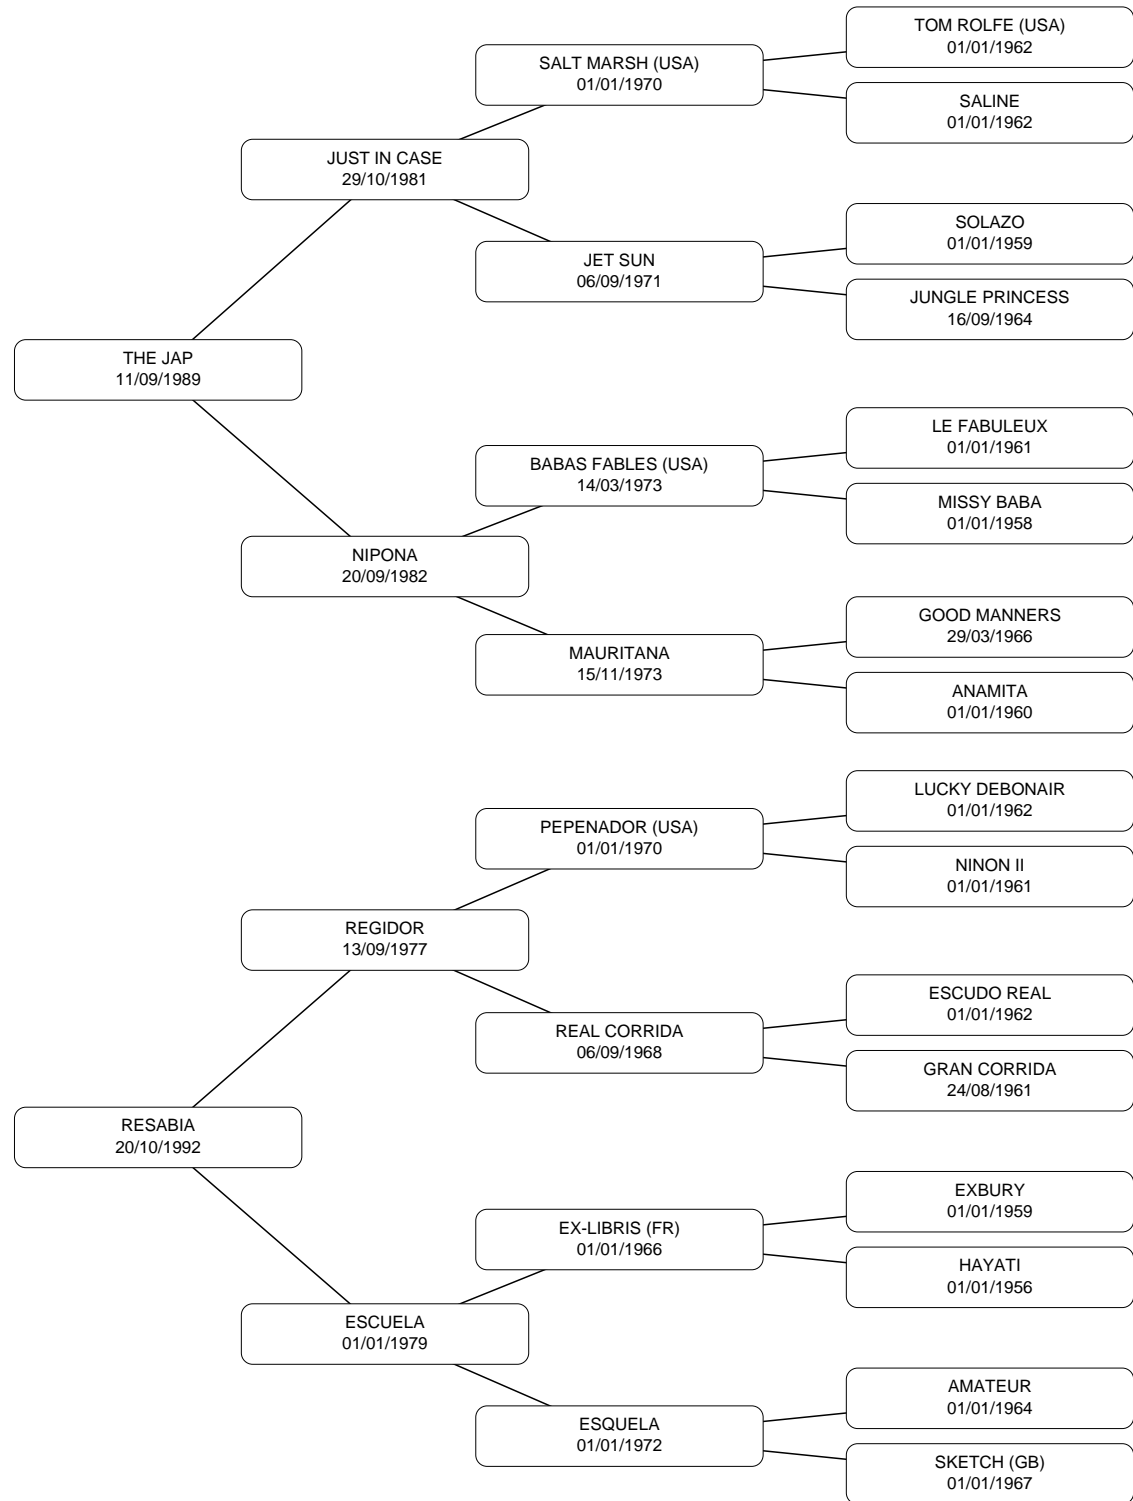 TOM ROLFE (USA)
01/01/1962
SALT MARSH (USA)
01/01/1970
SALINE
01/01/1962
JUST IN CASE
29/10/1981
SOLAZO
01/01/1959
JET SUN
06/09/1971
JUNGLE PRINCESS
16/09/1964
THE JAP
11/09/1989
LE FABULEUX
01/01/1961
BABAS FABLES (USA)
14/03/1973
MISSY BABA
01/01/1958
NIPONA
20/09/1982
GOOD MANNERS
29/03/1966
MAURITANA
15/11/1973
ANAMITA
01/01/1960
LUCKY DEBONAIR
01/01/1962
PEPENADOR (USA)
01/01/1970
NINON II
01/01/1961
REGIDOR
13/09/1977
ESCUDO REAL
01/01/1962
REAL CORRIDA
06/09/1968
GRAN CORRIDA
24/08/1961
RESABIA
20/10/1992
EXBURY
01/01/1959
EX-LIBRIS (FR)
01/01/1966
HAYATI
01/01/1956
ESCUELA
01/01/1979
AMATEUR
01/01/1964
ESQUELA
01/01/1972
SKETCH (GB)
01/01/1967